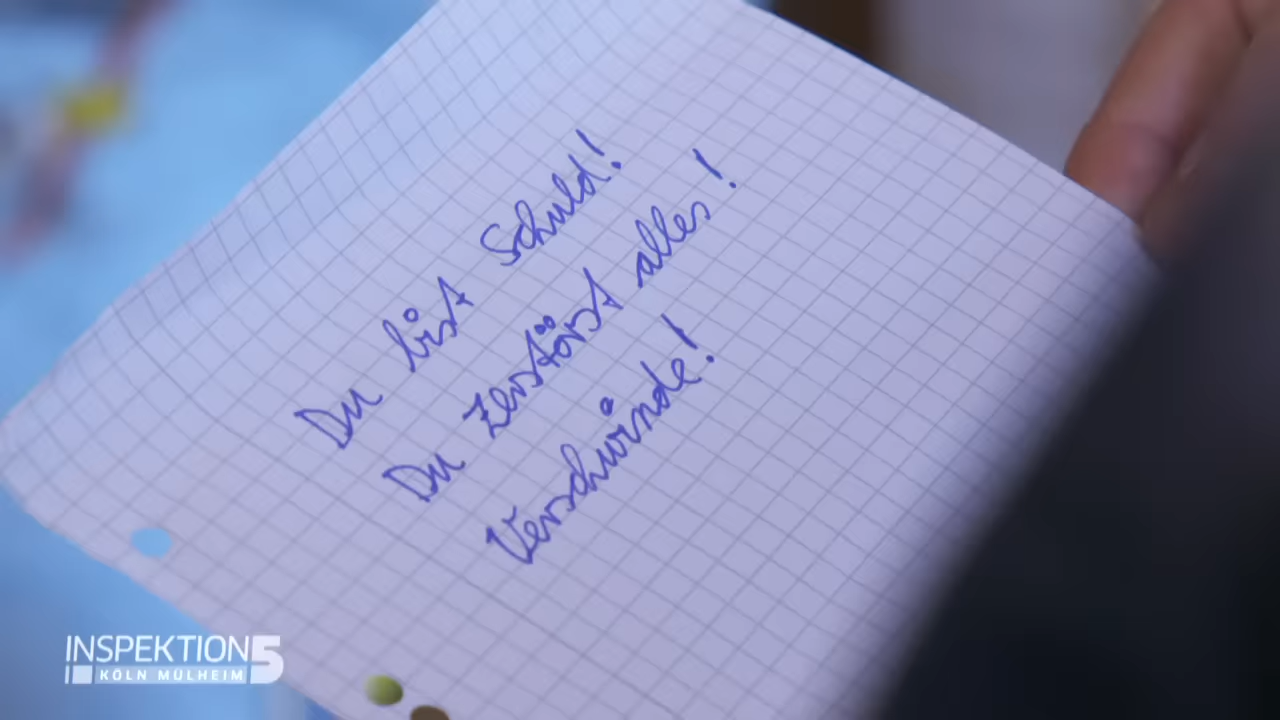 Du bist Schuld!
Du zerstörst alles!
Verschwinde!
INSPEKTION 5
KÖLN MÜLHEIM